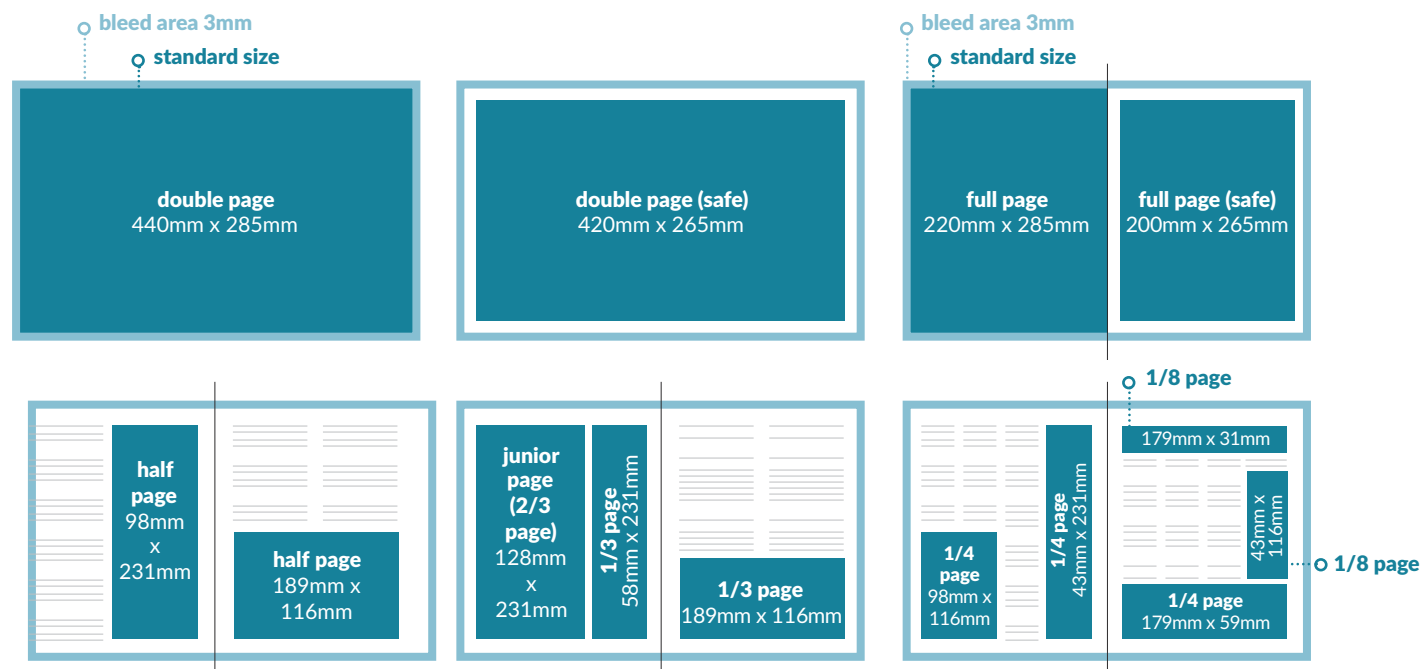 bleed area 3mm
standard size
bleed area 3mm
standard size
double page
440mm x 285mm
double page (safe)
420mm x 265mm
full page
220mm x 285mm
full page (safe)
200mm x 265mm
1/8 page
half
page
98mm
x
231mm
half page
189mm x
116mm
junior
page
(2/3
page)
128mm
x
231mm
1/3 page
58mm x 231mm
1/3 page
189mm x 116mm
1/4
page
98mm x
116mm
1/4 page
43mm x 231mm
179mm x 31mm
43mm x
116mm
1/8 page
1/4 page
179mm x 59mm